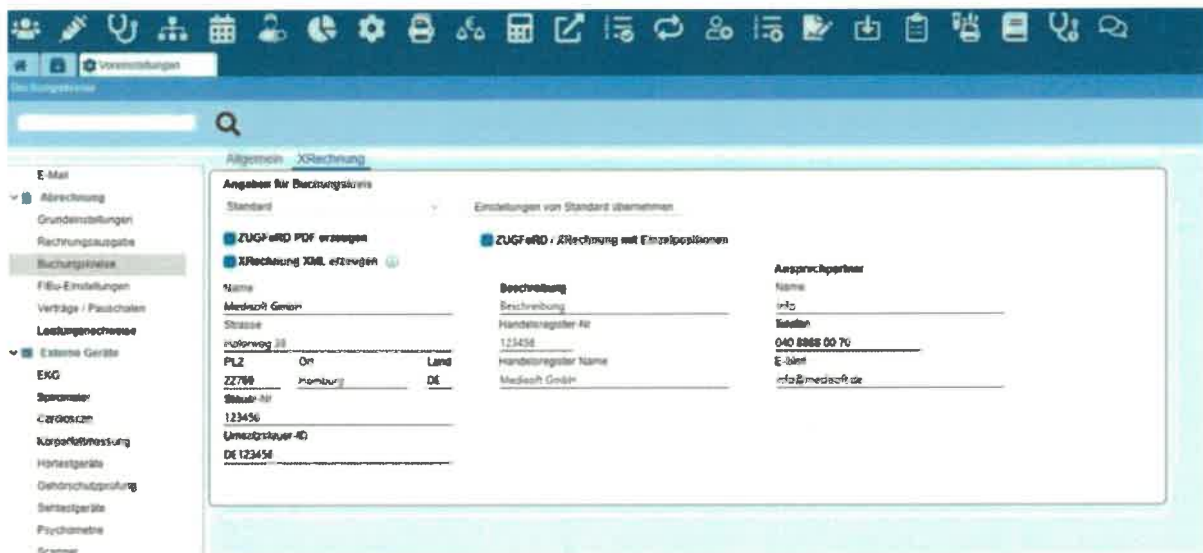 Voreinstellungen
Buchungskreise
Allgemein XRechnung
E-Mail
Abrechnung
Grundeinstellungen
Rechnungsausgabe
Buchungskreise
FiBu-Einstellungen
Verträge / Pauschalen
Leistungsnachweise
Externe Geräte
EKG
Spirometer
Cardioscan
Körperfettmessung
Hörtestgeräte
Gehörschutzprüfung
Sehtestgeräte
Psychometrie
Scanner
Angaben für Buchungskreis
Standard Einstellungen von Standard übernehmen
ZUGFeRD PDF erzeugen ZUGFeRD / XRechnung mit Einzelpositionen
XRechnung XML erzeugen
Name
Medisoft GmbH
Strasse
38
PLZ Ort Land
22769 Hamburg DE
Steuer-Nr
123456
Umsatzsteuer-ID
DE123456
Beschreibung
Beschreibung
Handelsregister-Nr
123456
Handelsregister Name
Medisoft GmbH
Ansprechpartner
Name
info
Telefon
040 8888 00 70
E-Mail
info@medisoft.de